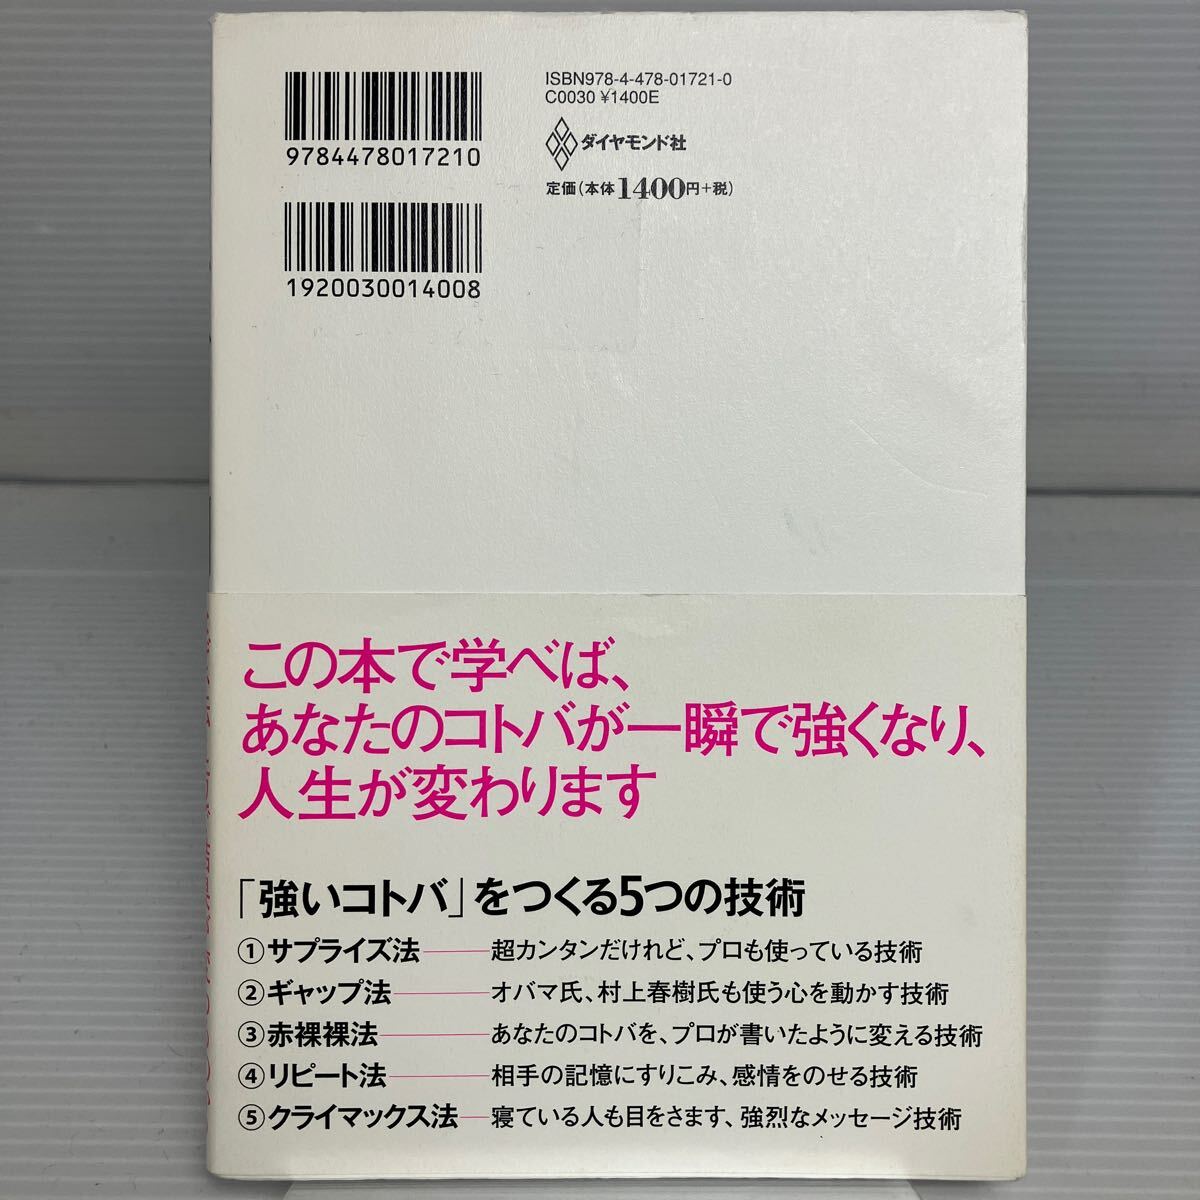 9784478017210
1920030014008
ISBN978-4-478-01721-0
C0030 ¥1400E
ダイヤモンド社
定価(本体1400円+税)
この本で学べば、
あなたのコトバが一瞬で強くなり、
人生が変わります
「強いコトバ」をつくる5つの技術
①サプライズ法——超カンタンだけれど、プロも使っている技術
②ギャップ法——オバマ氏、村上春樹氏も使う心を動かす技術
③赤裸裸法——あなたのコトバを、プロが書いたように変える技術
④リピート法——相手の記憶にすりこみ、感情をのせる技術
⑤クライマックス法—寝ている人も目をさます、強烈なメッセージ技術